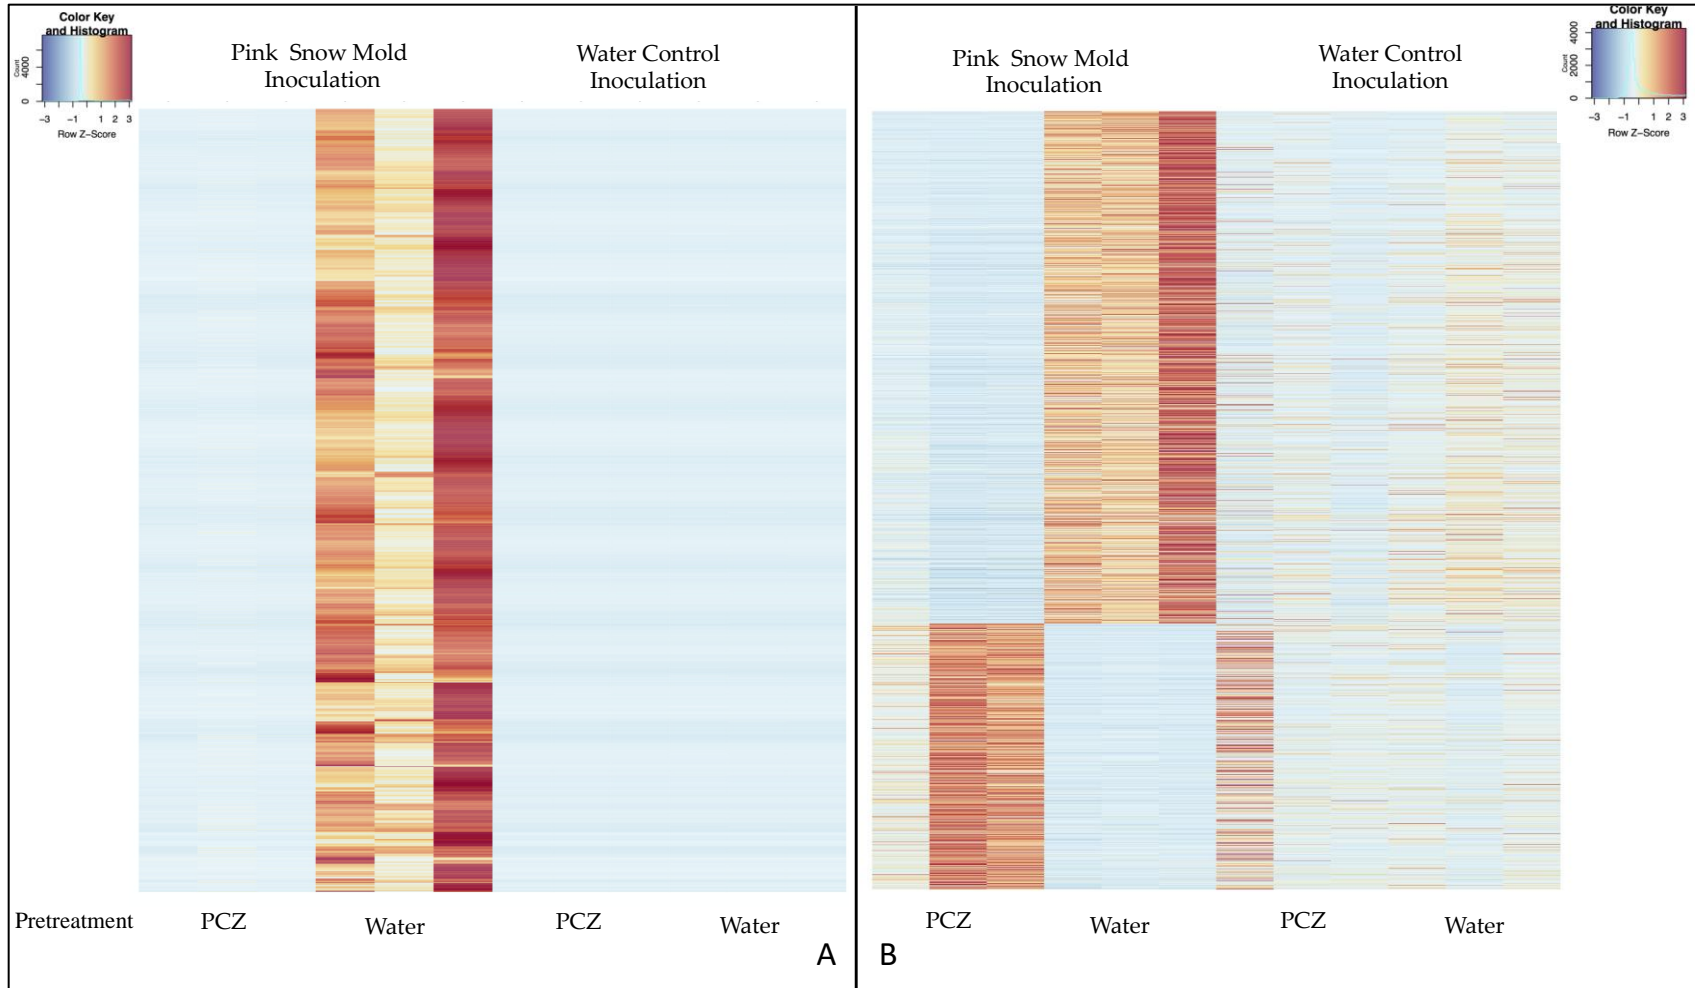 Color Key
and Histogram
Count
4000
0
−3 −1 1 2 3
Row Z−Score
Pink Snow Mold
Inoculation
Water Control
Inoculation
Pretreatment
PCZ
Water
PCZ
Water
A
Color Key
and Histogram
Count
4000
2000
0
−3 −1 1 2 3
Row Z−Score
Pink Snow Mold
Inoculation
Water Control
Inoculation
PCZ
Water
PCZ
Water
B